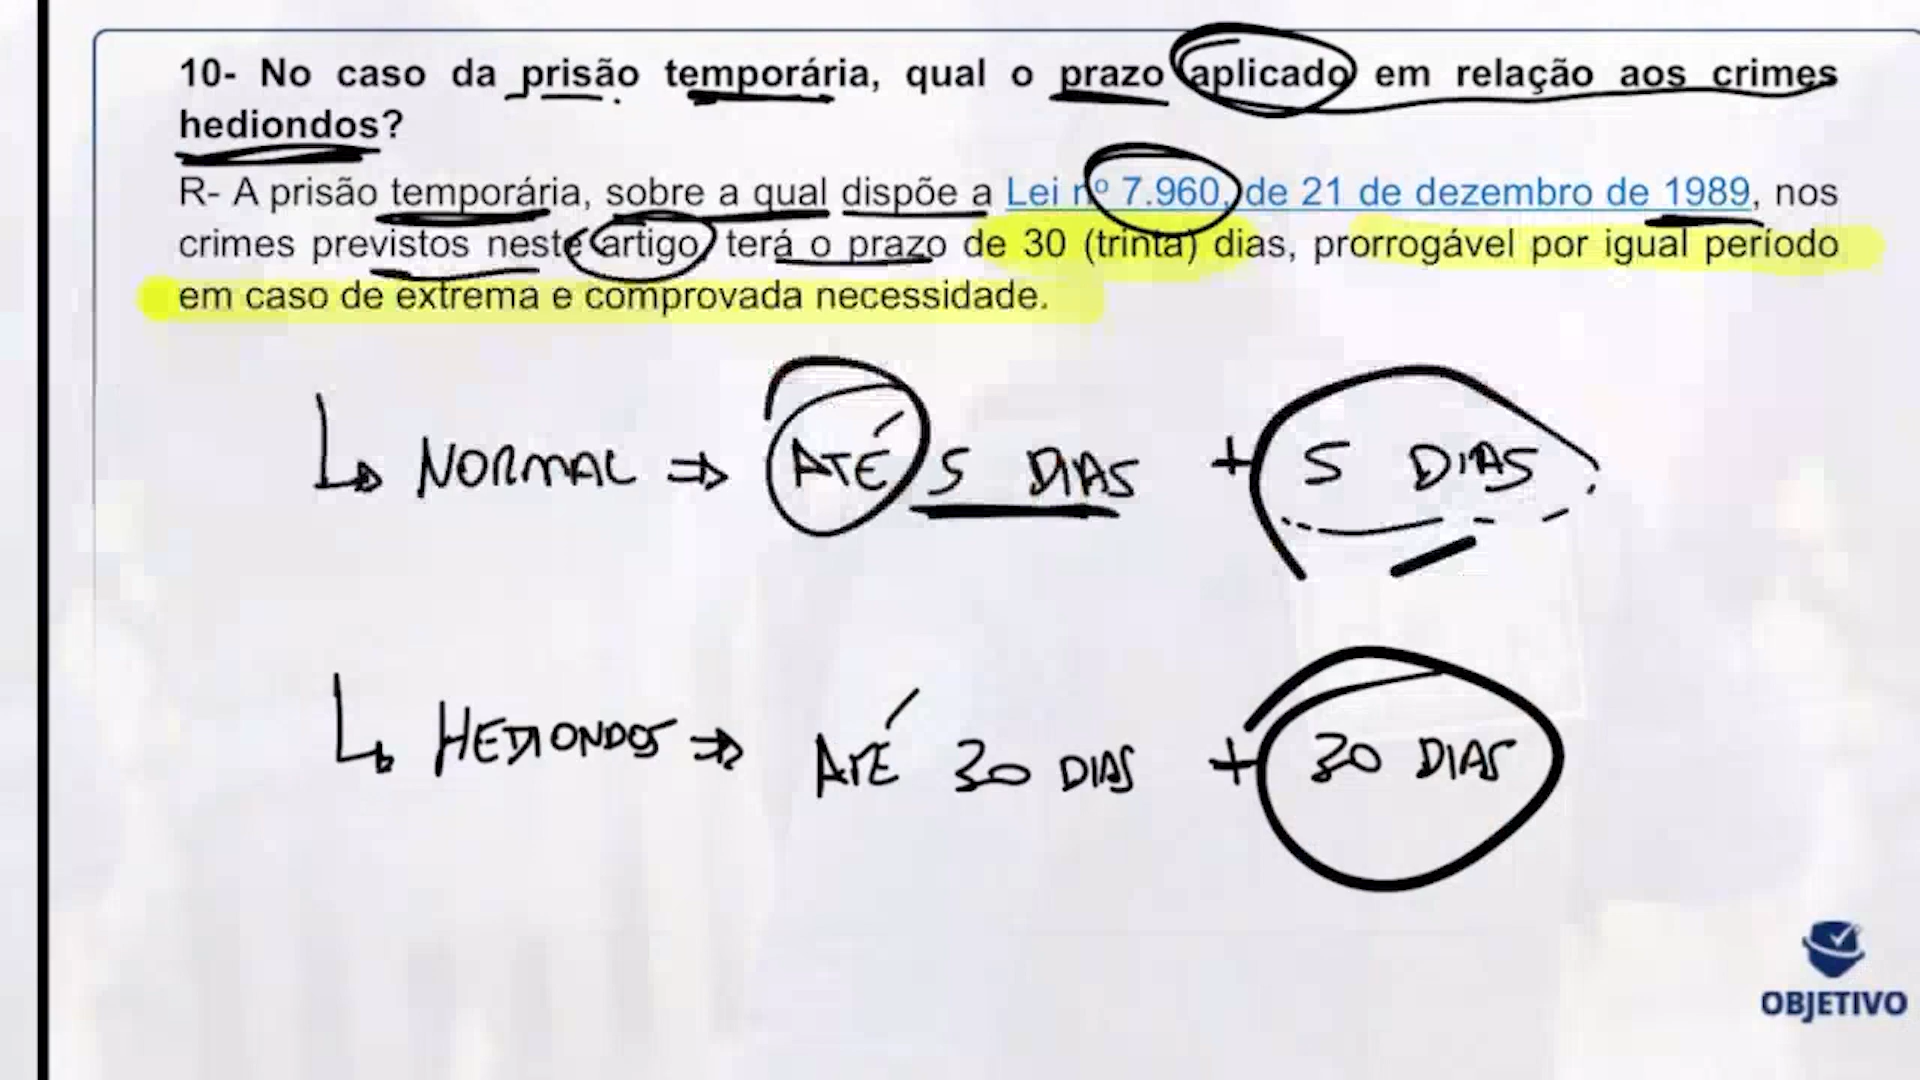 10- No caso da prisão temporária, qual o prazo aplicado em relação aos crimes
hediondos?
R- A prisão temporária, sobre a qual dispõe a Lei nº 7.960, de 21 de dezembro de 1989, nos
crimes previstos neste artigo terá o prazo de 30 (trinta) dias, prorrogável por igual período
em caso de extrema e comprovada necessidade.
NORMAL ⇒ ATÉ 5 DIAS + 5 DIAS
HEDIONDOS ⇒ ATÉ 30 DIAS + 30 DIAS
OBJETIVO